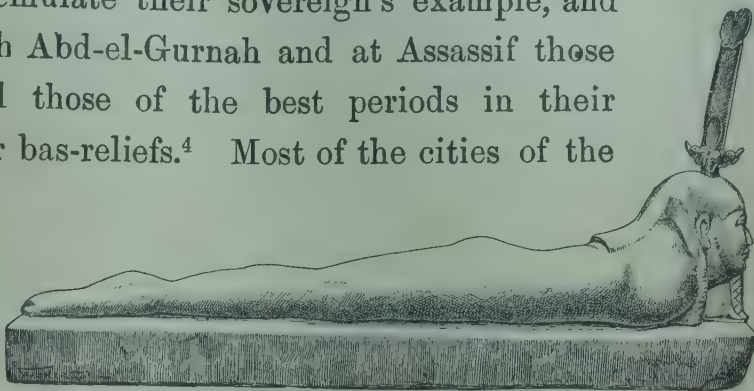 emulate their sovereign's example, and
h Abd-el-Gurnah and at Assassif those
l those of the best periods in their
r bas-reliefs.⁴ Most of the cities of the